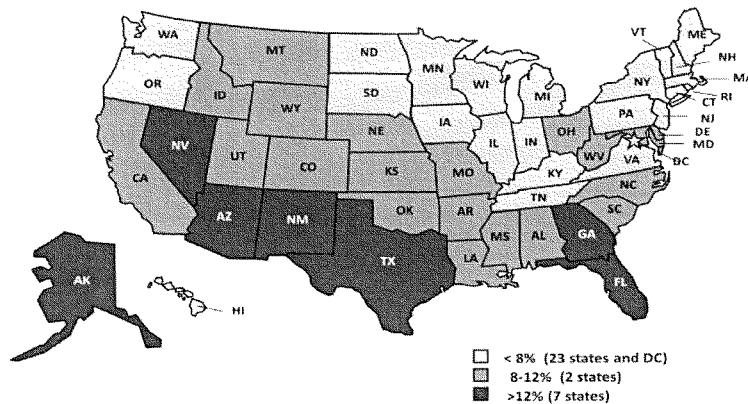 WA
MT
ND
MN
VT
ME
NH
MA
OR
ID
SD
WI
MI
NY
RI
CT
WY
IA
PA
NJ
NV
NE
IL
IN
OH
DE
MD
UT
CO
KS
MO
WV
VA
DC
CA
KY
TN
NC
AZ
NM
OK
AR
SC
MS
AL
GA
TX
LA
AK
FL
HI
< 8% (23 states and DC)
8-12% (2 states)
>12% (7 states)